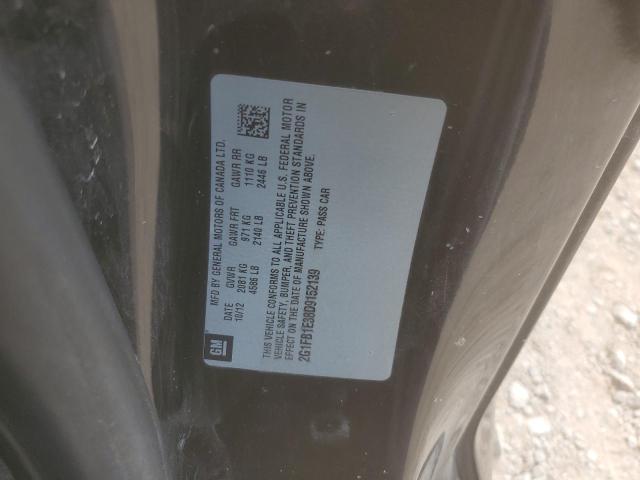 GM
MFD BY GENERAL MOTORS OF CANADA LTD.
DATE GVWR GAWR FRT GAWR RR
10/12 2081 KG 971 KG 1110 KG
4586 LB 2140 LB 2446 LB
THIS VEHICLE CONFORMS TO ALL APPLICABLE U.S. FEDERAL MOTOR
VEHICLE SAFETY, BUMPER, AND THEFT PREVENTION STANDARDS IN
EFFECT ON THE DATE OF MANUFACTURE SHOWN ABOVE.
2G1FB1E38D9152139 TYPE: PASS CAR